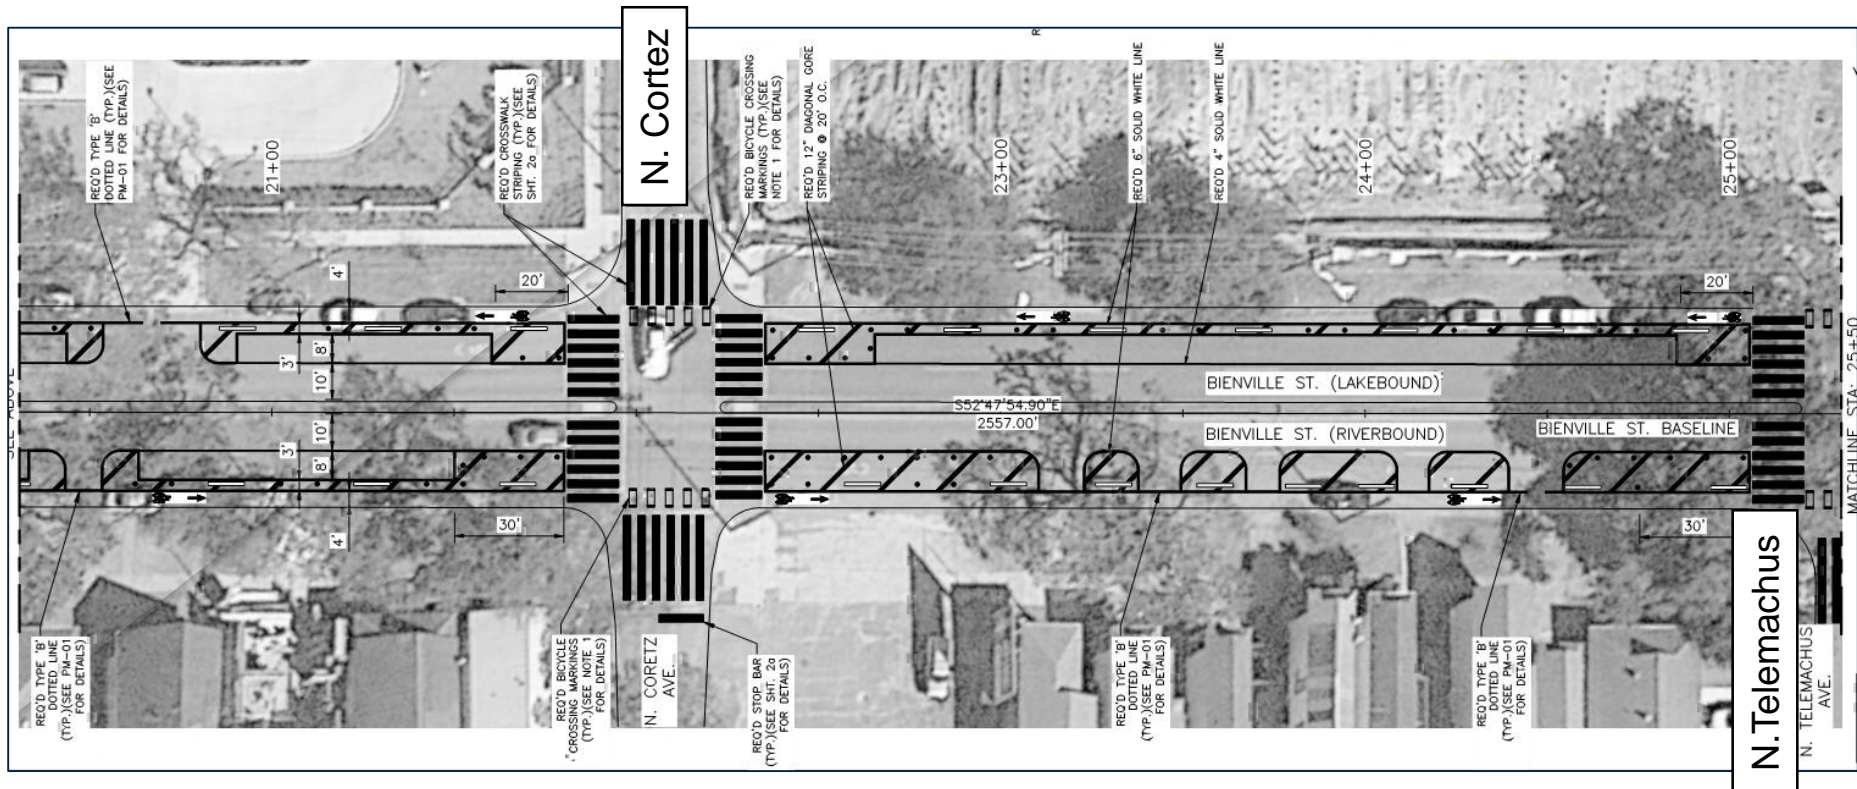 N. Cortez
REQ'D TYPE 'B'
DOTTED LINE (TYP.)(SEE
PM-01 FOR DETAILS)
21+00
REQ'D CROSSWALK
STRIPING (TYP.)(SEE
SHT. 2a FOR DETAILS)
REQ'D BICYCLE CROSSING
MARKINGS (TYP.)(SEE
NOTE 1 FOR DETAILS)
REQ'D 12" DIAGONAL GORE
STRIPING @ 20' O.C.
23+00
R
REQ'D 6" SOLID WHITE LINE
REQ'D 4" SOLID WHITE LINE
24+00
25+00
4'
20'
20'
3'
8'
10'
SEE ABOVE
BIENVILLE ST. (LAKEBOUND)
S52°47'54.90"E
2557.00'
10'
3'
8'
BIENVILLE ST. (RIVERBOUND)
BIENVILLE ST. BASELINE
MATCHLINE STA: 25+50
4'
30'
30'
REQ'D TYPE 'B'
DOTTED LINE
(TYP.)(SEE PM-01
FOR DETAILS)
REQ'D BICYCLE
CROSSING MARKINGS
(TYP.)(SEE NOTE 1
FOR DETAILS)
N. CORETZ
AVE.
REQ'D STOP BAR
(TYP.)(SEE SHT. 2a
FOR DETAILS)
REQ'D TYPE 'B'
DOTTED LINE
(TYP.)(SEE PM-01
FOR DETAILS)
REQ'D TYPE 'B'
DOTTED LINE
(TYP.)(SEE PM-01
FOR DETAILS)
N.Telemachus
N. TELEMACHUS
AVE.